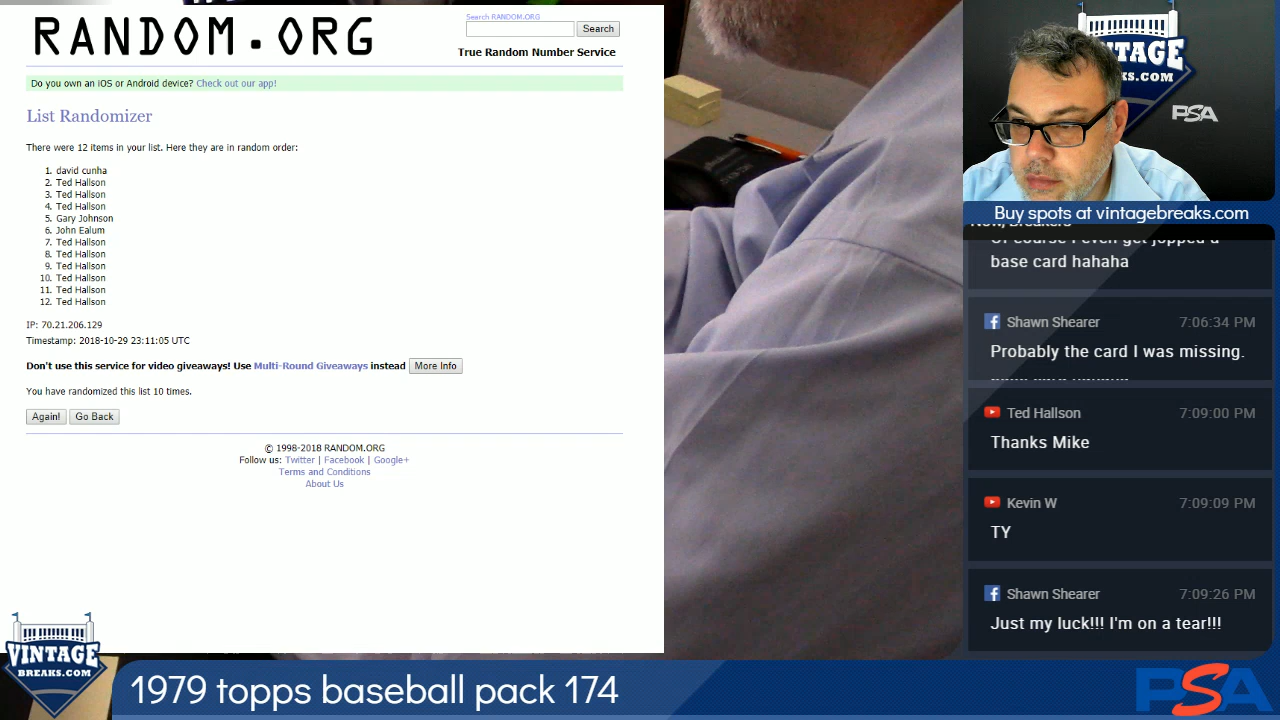 RANDOM.ORG
Search RANDOM.ORG
Search
True Random Number Service
Do you own an iOS or Android device? Check out our app!
List Randomizer
There were 12 items in your list. Here they are in random order:
1. david cunha
2. Ted Hallson
3. Ted Hallson
4. Ted Hallson
5. Gary Johnson
6. John Ealum
7. Ted Hallson
8. Ted Hallson
9. Ted Hallson
10. Ted Hallson
11. Ted Hallson
12. Ted Hallson
IP: 70.21.206.129
Timestamp: 2018-10-29 23:11:05 UTC
Don't use this service for video giveaways! Use Multi-Round Giveaways instead More Info
You have randomized this list 10 times.
Again! Go Back
© 1998-2018 RANDOM.ORG
Follow us: Twitter | Facebook | Google+
Terms and Conditions
About Us
VINTAGE
BREAKS.COM
1979 topps baseball pack 174
PSA
VINTAGE
BREAKS.COM
PSA
Buy spots at vintagebreaks.com
Of course I even get jopped a
base card hahaha
Shawn Shearer 7:06:34 PM
Probably the card I was missing.
Ted Hallson 7:09:00 PM
Thanks Mike
Kevin W 7:09:09 PM
TY
Shawn Shearer 7:09:26 PM
Just my luck!!! I'm on a tear!!!